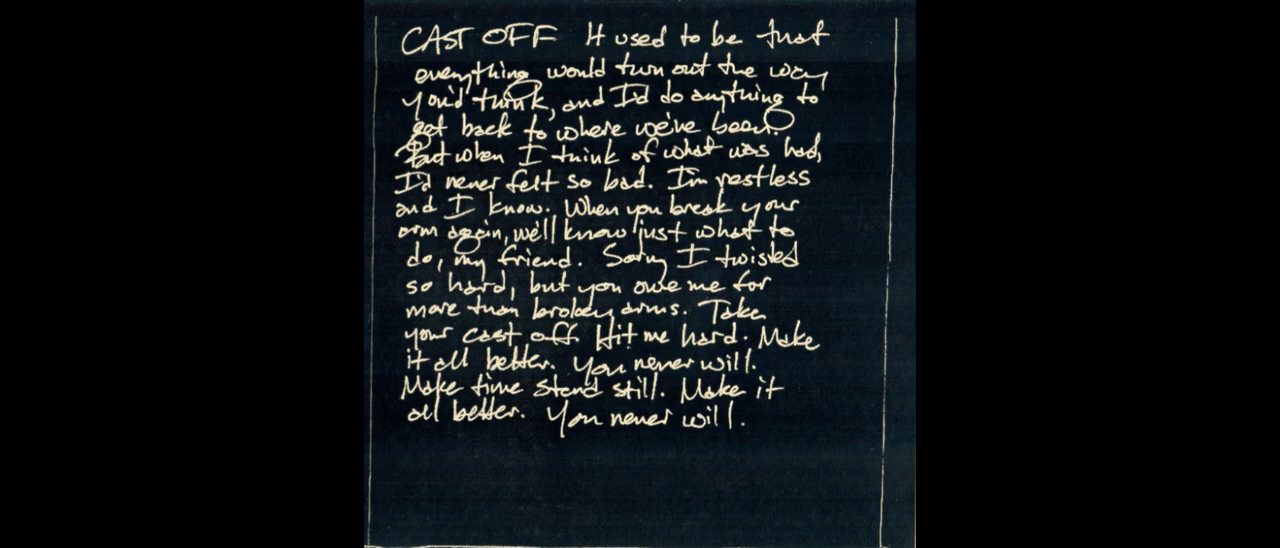 CAST OFF It used to be that
everything would turn out the way
you'd think, and I'd do anything to
get back to where we've been.
But when I think of what was had,
I'd never felt so bad. I'm restless
and I know. When you break your
arm again, we'll know just what to
do, my friend. Sorry I twisted
so hard, but you owe me for
more than broken arms. Take
your cast off. Hit me hard. Make
it all better. You never will.
Make time stand still. Make it
all better. You never will.